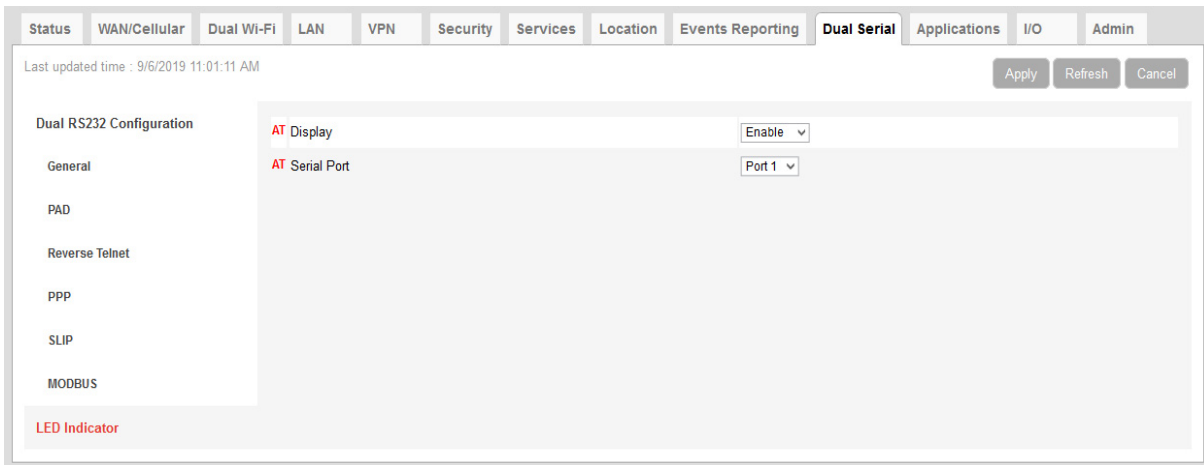 Status WAN/Cellular Dual Wi-Fi LAN VPN Security Services Location Events Reporting Dual Serial Applications I/O Admin
Last updated time : 9/6/2019 11:01:11 AM
Apply Refresh Cancel
Dual RS232 Configuration
AT Display Enable
General
AT Serial Port Port 1
PAD
Reverse Telnet
PPP
SLIP
MODBUS
LED Indicator